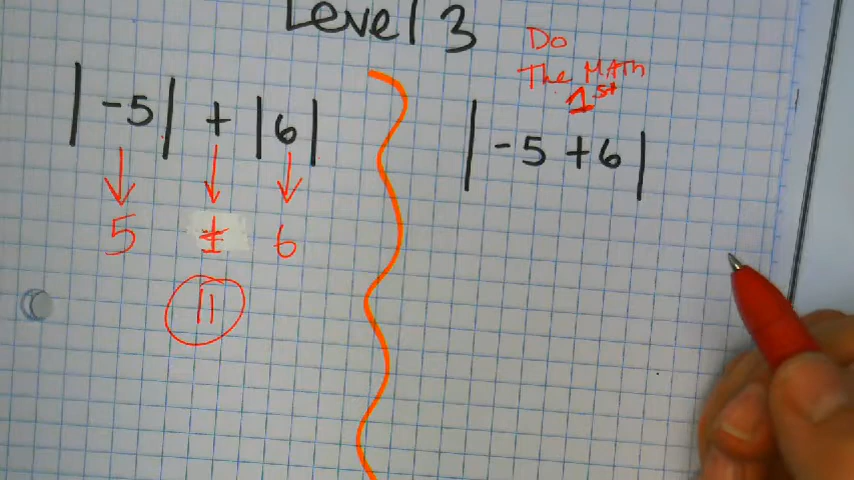 Level 3
|-5| + |6|
5 + 6
11
Do
The MATH
1st
|-5 +6|